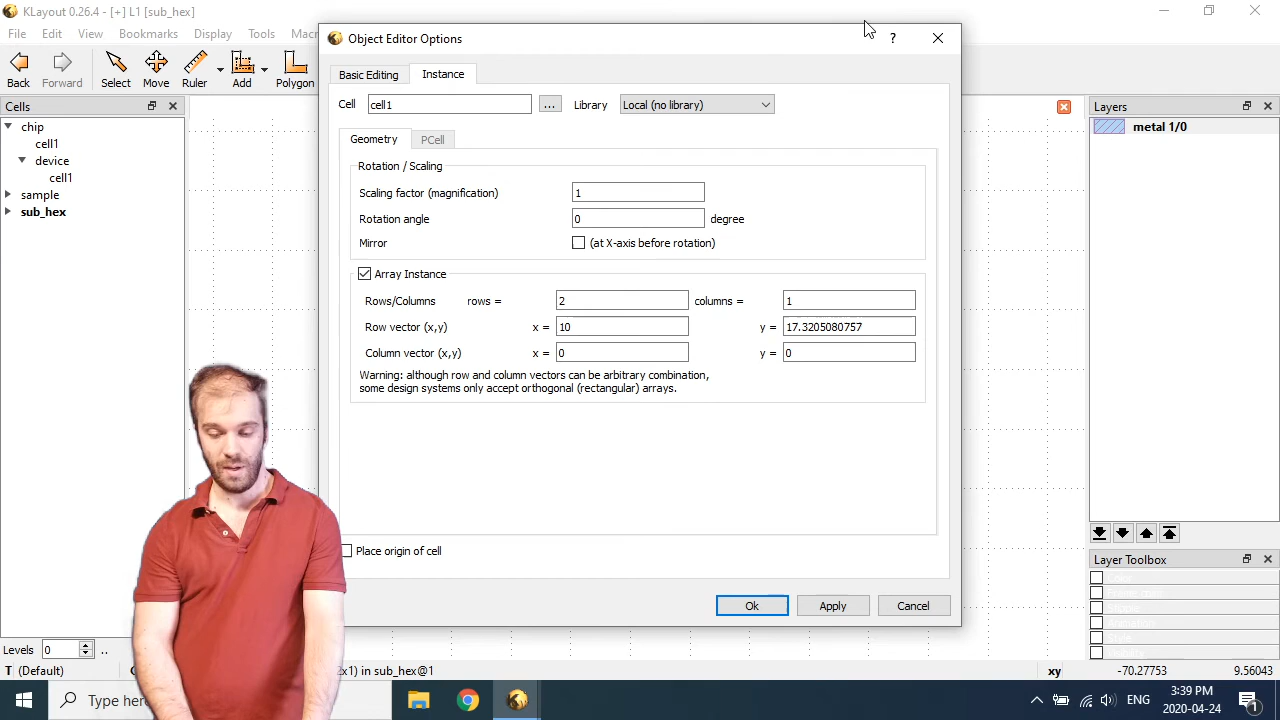 KLayout 0.26.4 - [+] L1 [sub_hex]
File Edit View Bookmarks Display Tools
Back Forward Select Move Ruler Add Polygon
Object Editor Options
?
Basic Editing Instance
Cell cell1 ... Library Local (no library)
Geometry PCell
Rotation / Scaling
Scaling factor (magnification) 1
Rotation angle 0 degree
Mirror (at X-axis before rotation)
Array Instance
Rows/Columns rows = 2 columns = 1
Row vector (x,y) x = 10 y = 17.3205080757
Column vector (x,y) x = 0 y = 0
Warning: although row and column vectors can be arbitrary combination,
some design systems only accept orthogonal (rectangular) arrays.
Place origin of cell
Ok Apply Cancel
Cells
chip
cell1
device
cell1
sample
sub_hex
Levels 0 ..
Layers
metal 1/0
Layer Toolbox
Color
Animation
Style
Visibility
T (Default) in sub_hex@1 xy -70.27753 9.56043
Type here
ENG
3:39 PM
2020-04-24
1